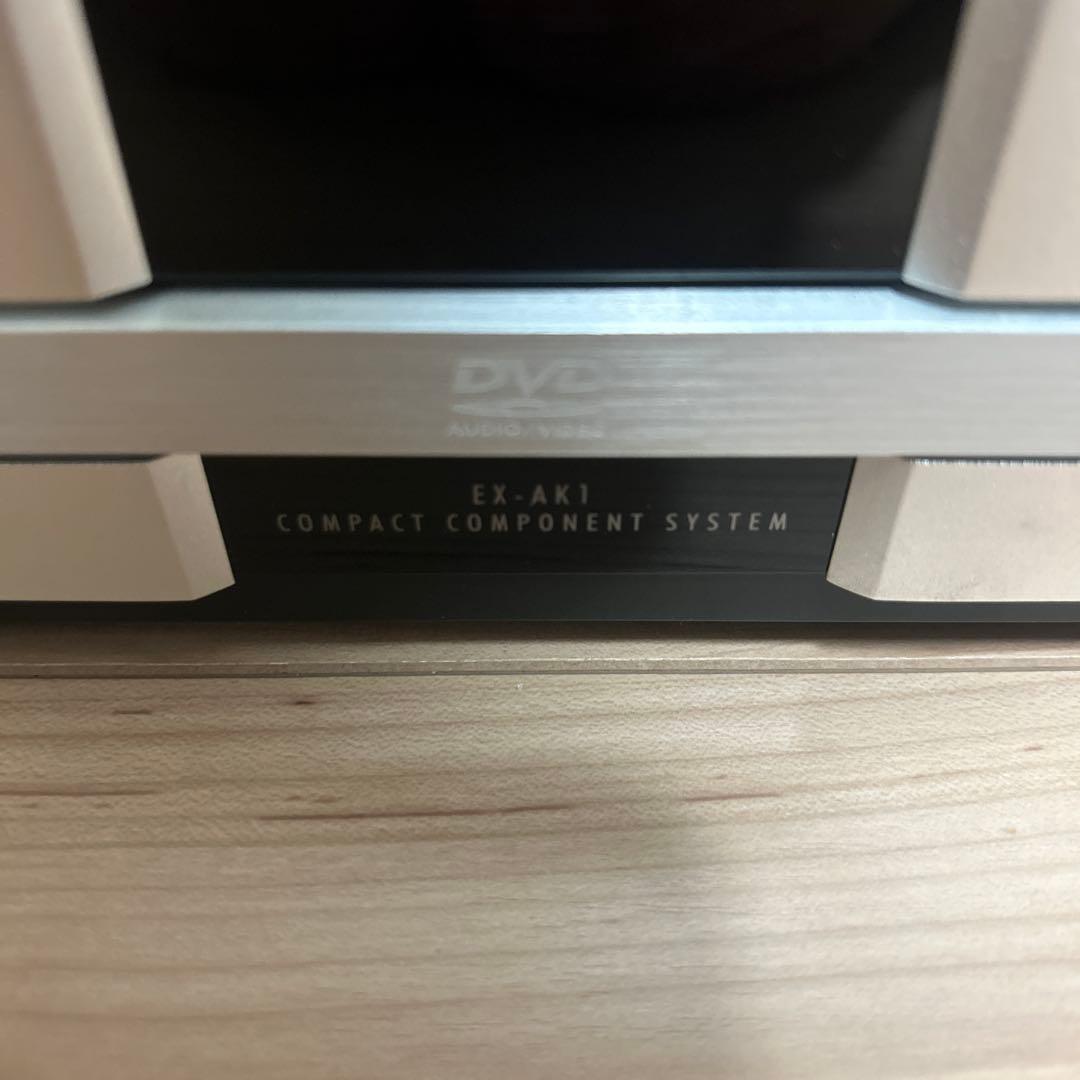 DVD
AUDIO/VIDEO
EX-AK1
COMPACT COMPONENT SYSTEM